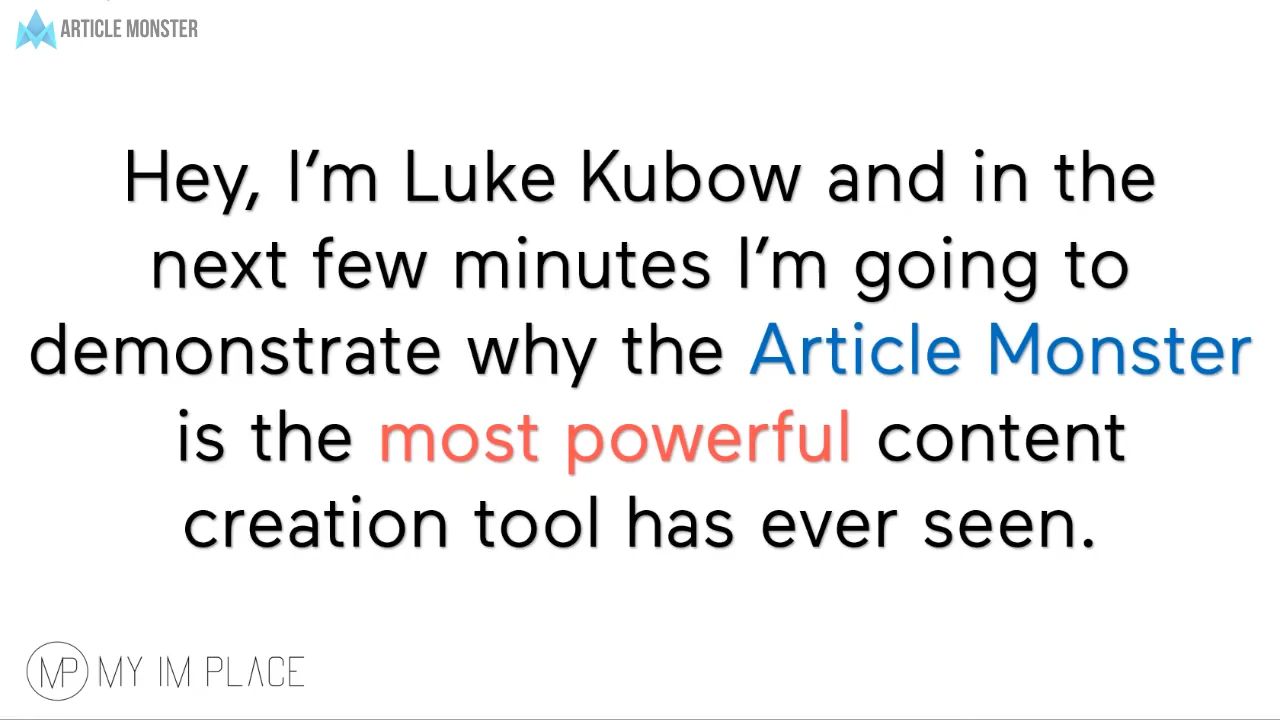 ARTICLE MONSTER
Hey, I’m Luke Kubow and in the
next few minutes I’m going to
demonstrate why the Article Monster
is the most powerful content
creation tool has ever seen.
MP MY IM PLACE